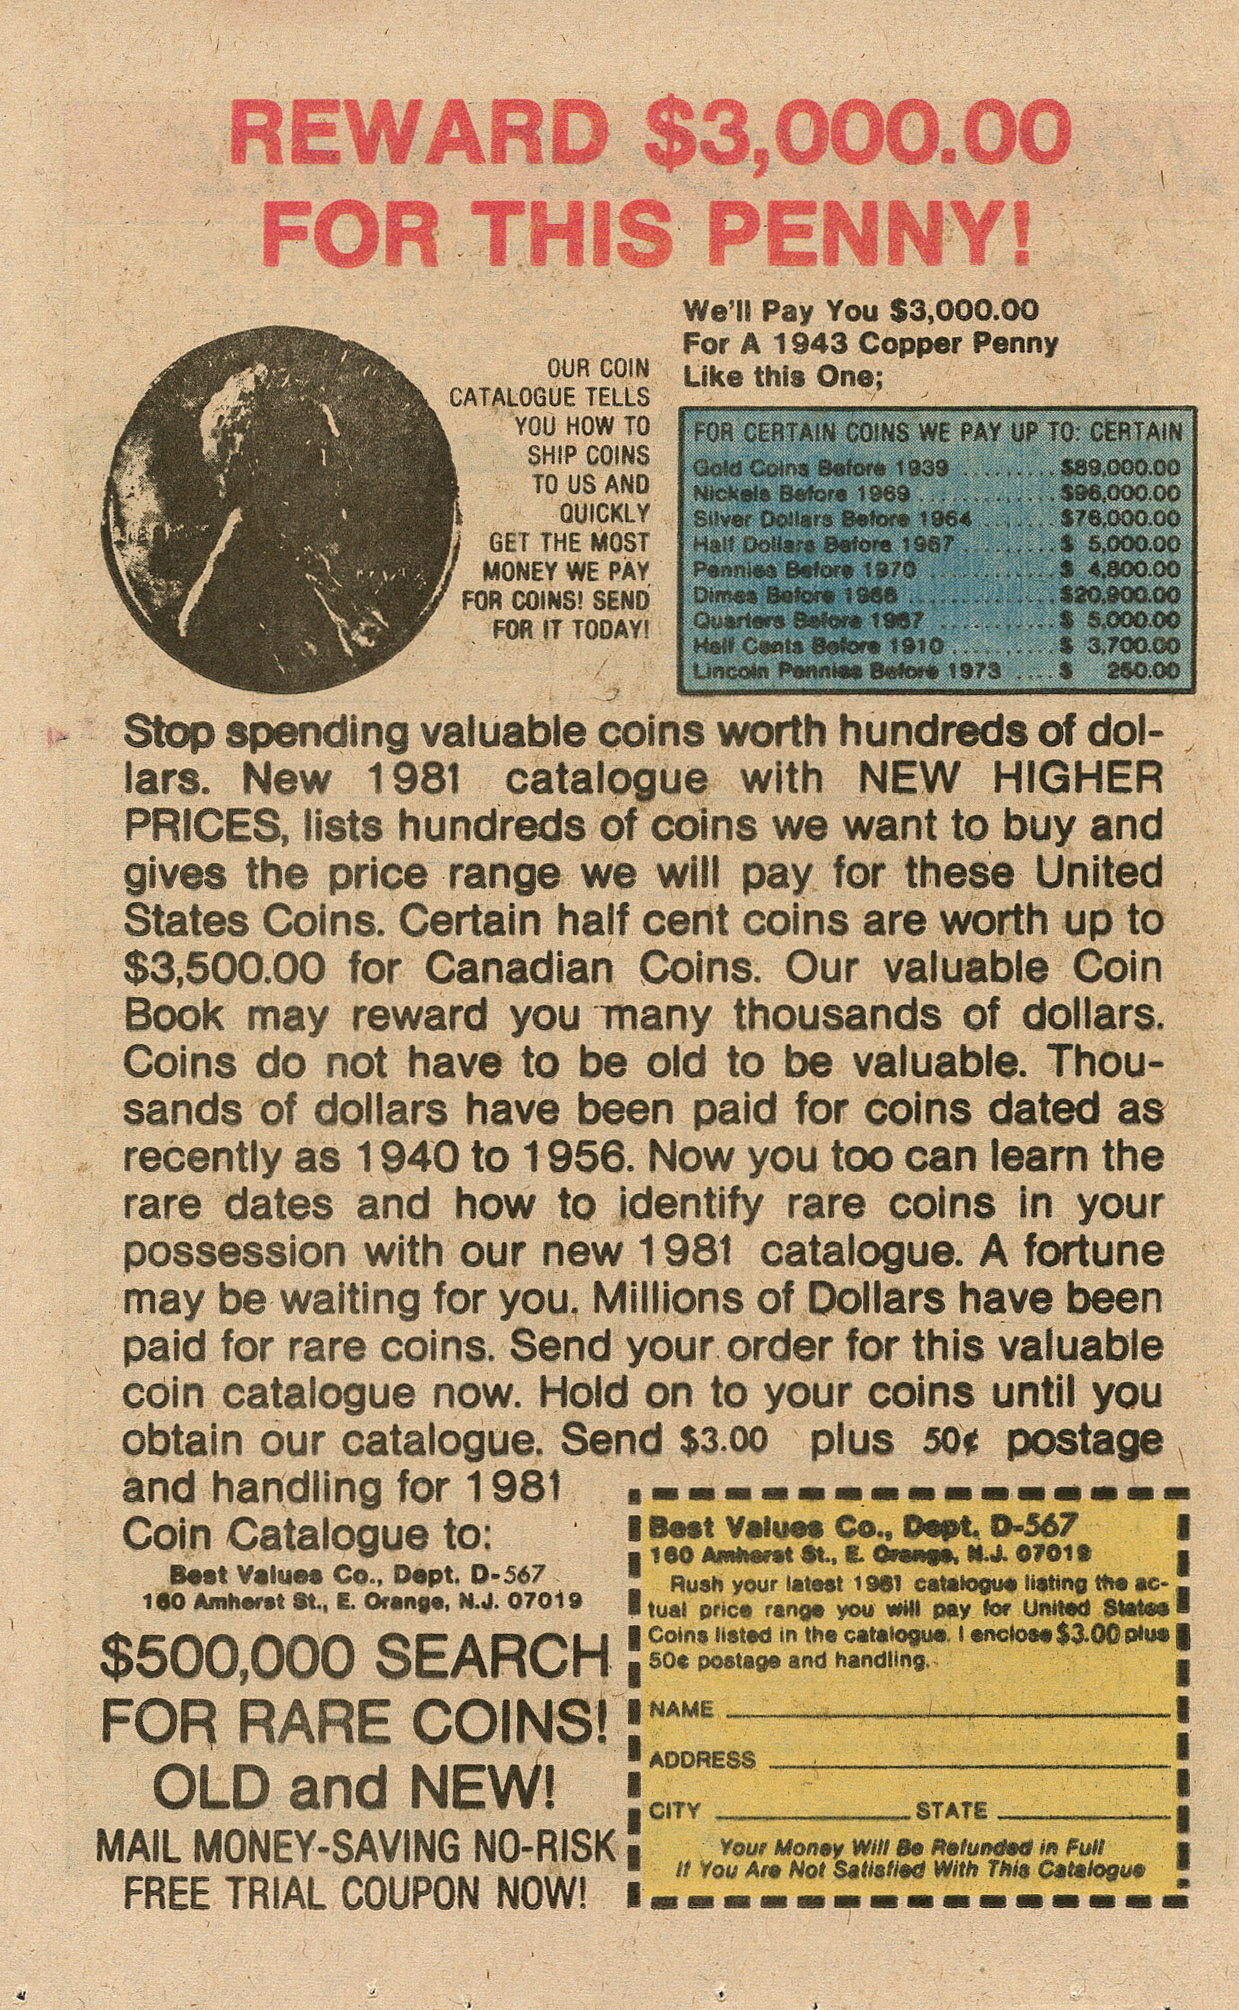 REWARD $3,000.00
FOR THIS PENNY!
We'll Pay You $3,000.00
For A 1943 Copper Penny
Like this One;
OUR COIN
CATALOGUE TELLS
YOU HOW TO
SHIP COINS
TO US AND
QUICKLY
GET THE MOST
MONEY WE PAY
FOR COINS! SEND
FOR IT TODAY!
FOR CERTAIN COINS WE PAY UP TO: CERTAIN
Gold Coins Before 1939 .......... $89,000.00
Nickels Before 1969 ............. $96,000.00
Silver Dollars Before 1964 ....... $76,000.00
Half Dollars Before 1967 .......... $ 5,000.00
Pennies Before 1970 ............. $ 4,800.00
Dimes Before 1966 .............. $20,900.00
Quarters Before 1967 ............ $ 5,000.00
Half Cents Before 1910 .......... $ 3,700.00
Lincoln Pennies Before 1973 .... $ 250.00
Stop spending valuable coins worth hundreds of dol-
lars. New 1981 catalogue with NEW HIGHER
PRICES, lists hundreds of coins we want to buy and
gives the price range we will pay for these United
States Coins. Certain half cent coins are worth up to
$3,500.00 for Canadian Coins. Our valuable Coin
Book may reward you many thousands of dollars.
Coins do not have to be old to be valuable. Thou-
sands of dollars have been paid for coins dated as
recently as 1940 to 1956. Now you too can learn the
rare dates and how to identify rare coins in your
possession with our new 1981 catalogue. A fortune
may be waiting for you. Millions of Dollars have been
paid for rare coins. Send your order for this valuable
coin catalogue now. Hold on to your coins until you
obtain our catalogue. Send $3.00 plus 50¢ postage
and handling for 1981
Coin Catalogue to:
Best Values Co., Dept. D-567
160 Amherst St., E. Orange, N.J. 07019
$500,000 SEARCH
FOR RARE COINS!
OLD and NEW!
MAIL MONEY-SAVING NO-RISK
FREE TRIAL COUPON NOW!
Best Values Co., Dept. D-567
160 Amherst St., E. Orange, N.J. 07019
Rush your latest 1981 catalogue listing the ac-
tual price range you will pay for United States
Coins listed in the catalogue. I enclose $3.00 plus
50¢ postage and handling.
NAME
ADDRESS
CITY STATE
Your Money Will Be Refunded in Full
If You Are Not Satisfied With This Catalogue